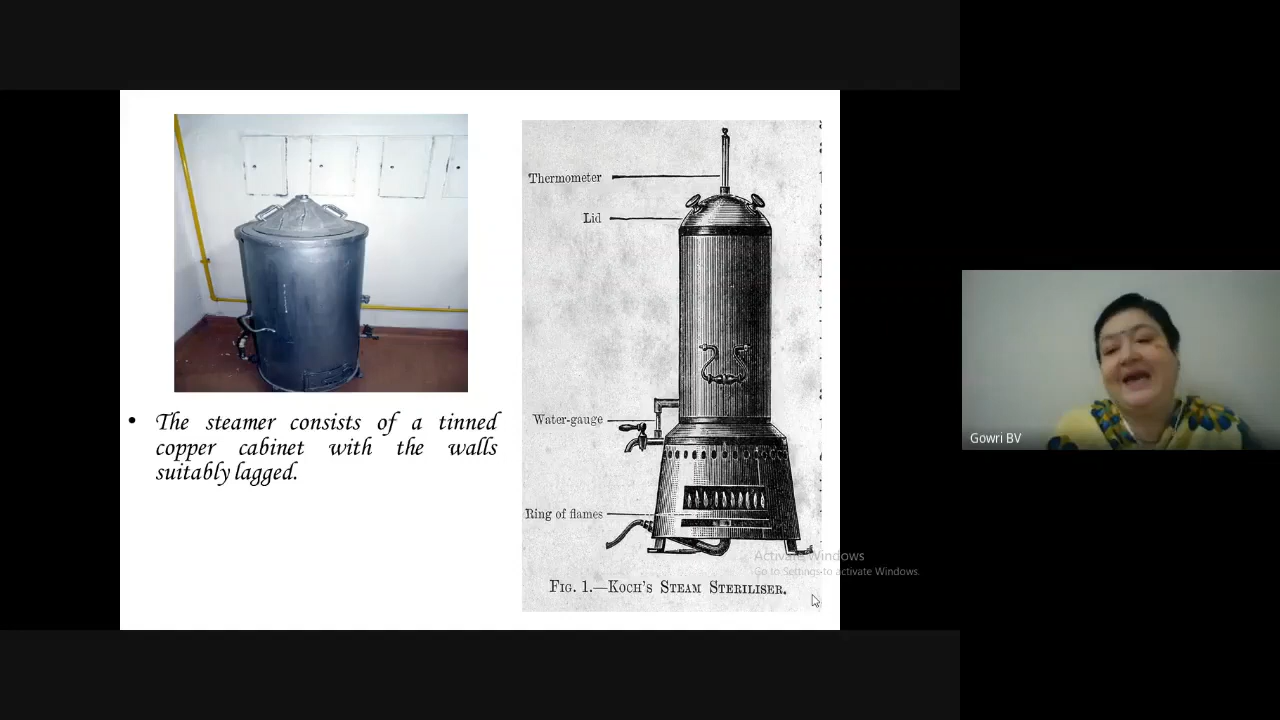 Thermometer
Lid
Water-gauge
Ring of flames
FIG. 1.—KOCH'S STEAM STERILISER.
• The steamer consists of a tinned
copper cabinet with the walls
suitably lagged.
Activate Windows
Go to Settings to activate Windows.
Gowri BV